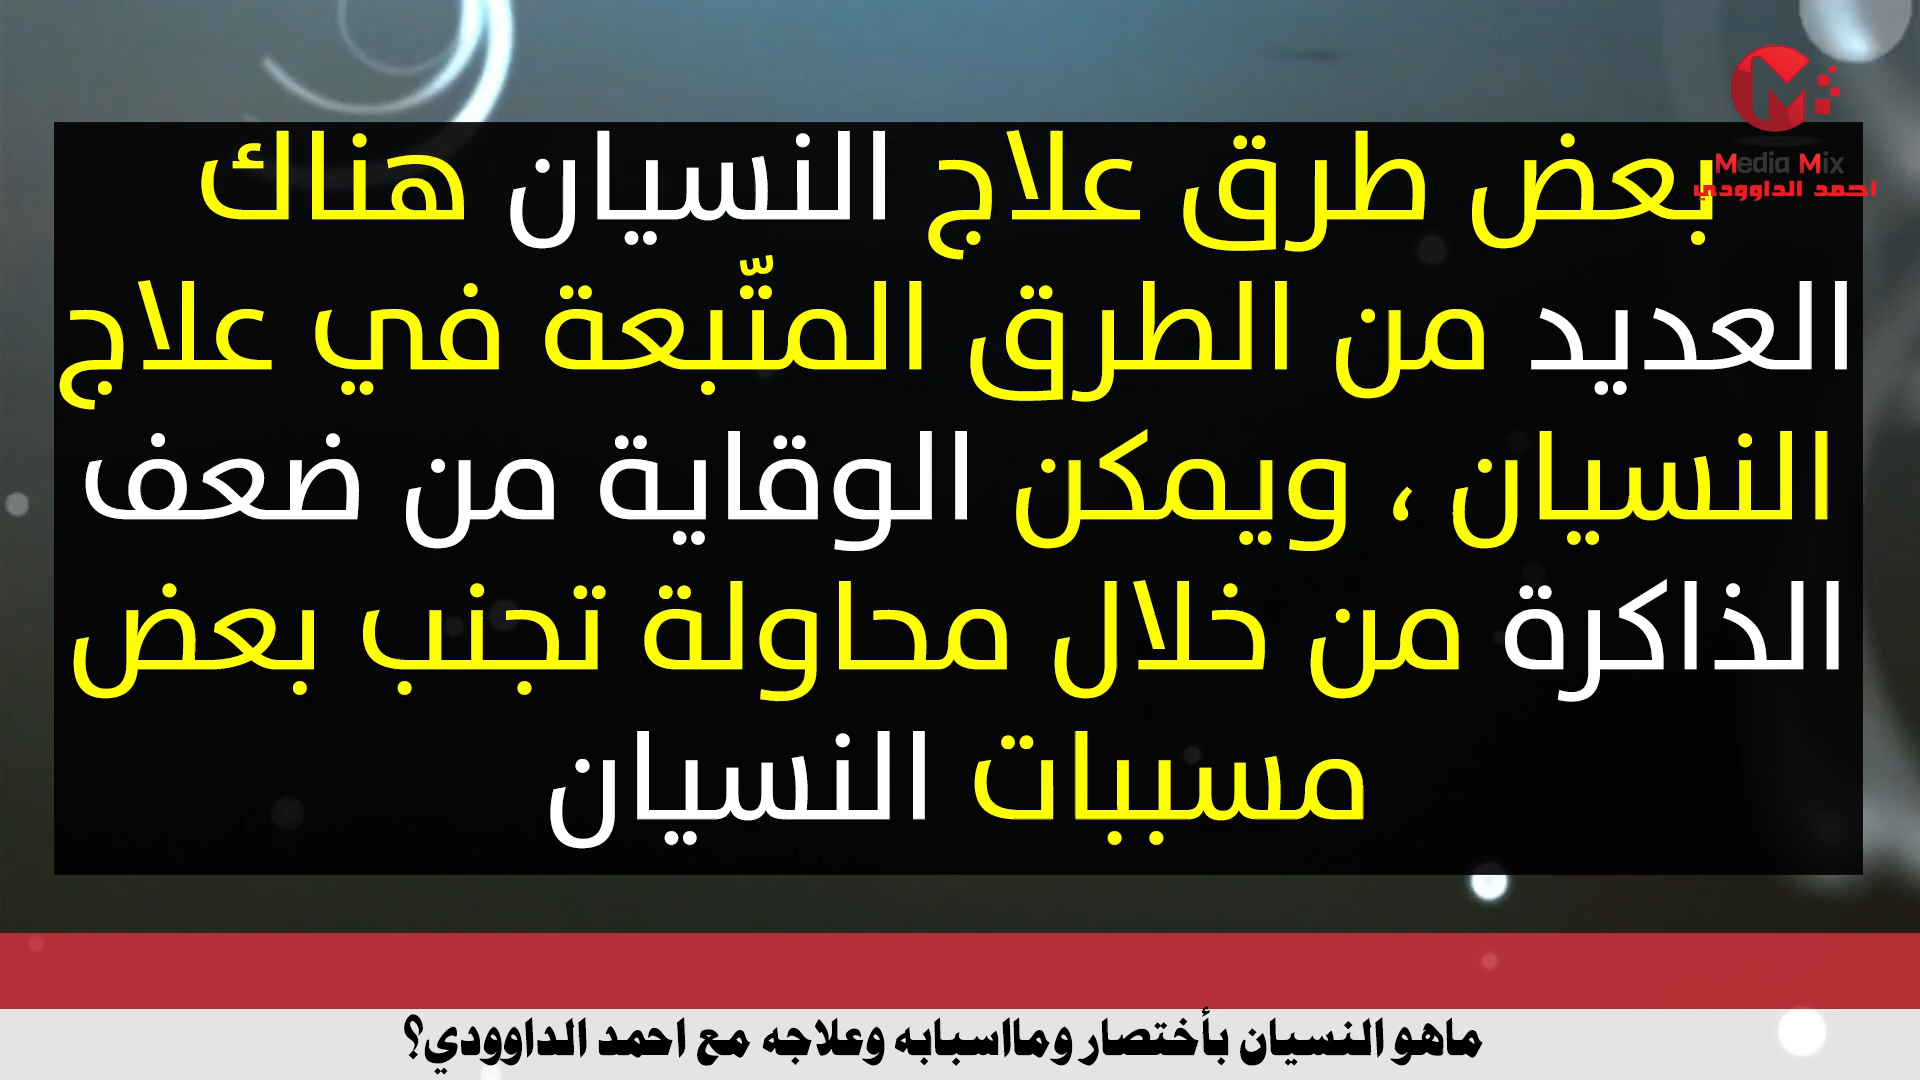 Media Mix
احمد الداوودي
بعض طرق علاج النسيان هناك
العديد من الطرق المتّبعة في علاج
النسيان ، ويمكن الوقاية من ضعف
الذاكرة من خلال محاولة تجنب بعض
مسببات النسيان
ماهو النسيان بأختصار ومااسبابه وعلاجه مع احمد الداوودي؟